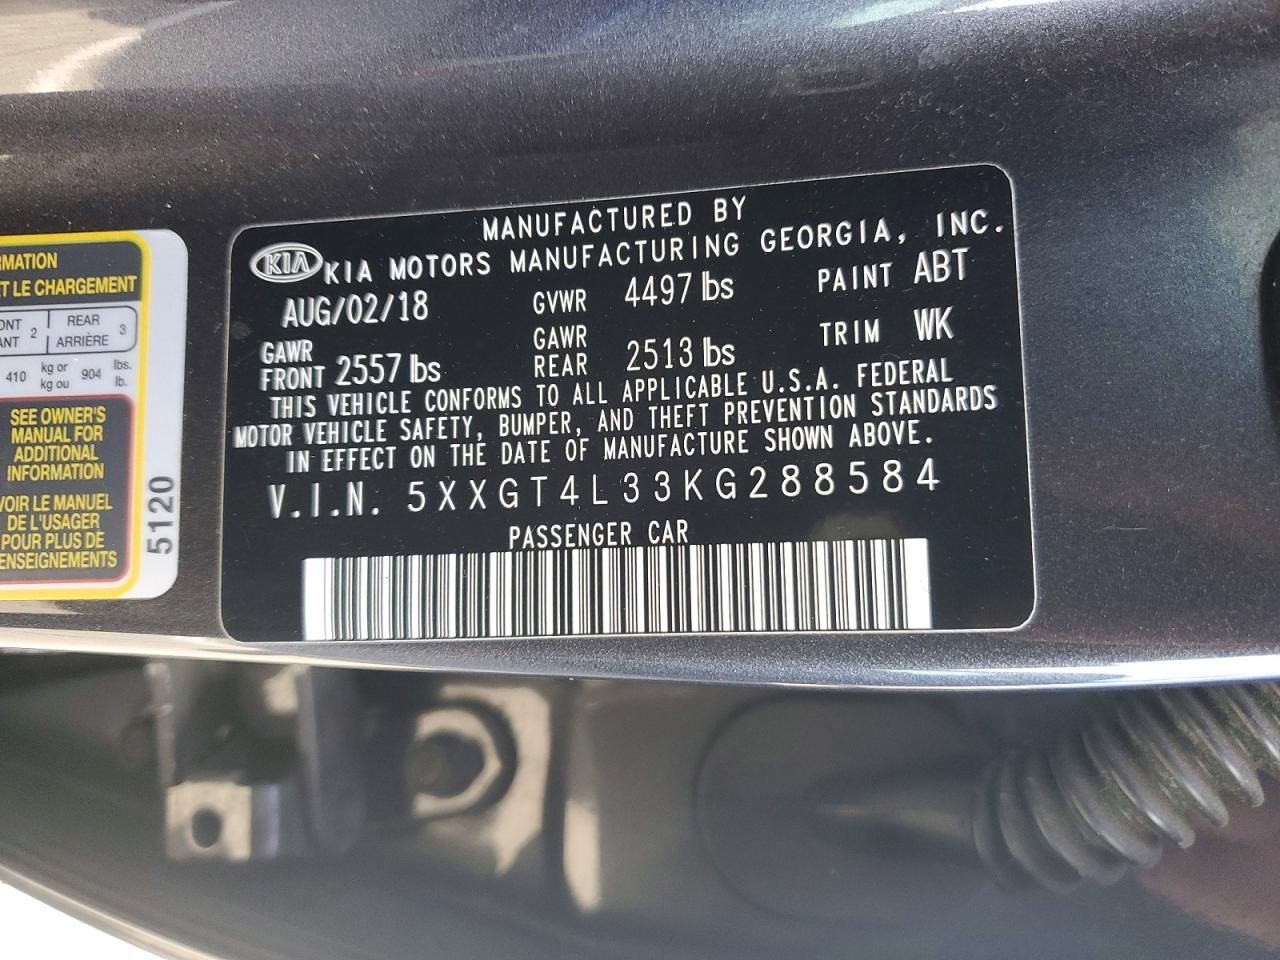 RMATION
ET LE CHARGEMENT
ONT 2 REAR 3
ANT ARRIÈRE
410 kg or 904 lbs.
kg ou lb.
SEE OWNER'S
MANUAL FOR
ADDITIONAL
INFORMATION
VOIR LE MANUEL
DE L'USAGER
POUR PLUS DE
ENSEIGNEMENTS
5120
MANUFACTURED BY
KIA KIA MOTORS MANUFACTURING GEORGIA, INC.
AUG/02/18 GVWR 4497 lbs PAINT ABT
GAWR FRONT 2557 lbs GAWR REAR 2513 lbs TRIM WK
THIS VEHICLE CONFORMS TO ALL APPLICABLE U.S.A. FEDERAL
MOTOR VEHICLE SAFETY, BUMPER, AND THEFT PREVENTION STANDARDS
IN EFFECT ON THE DATE OF MANUFACTURE SHOWN ABOVE.
V.I.N. 5XXGT4L33KG288584
PASSENGER CAR